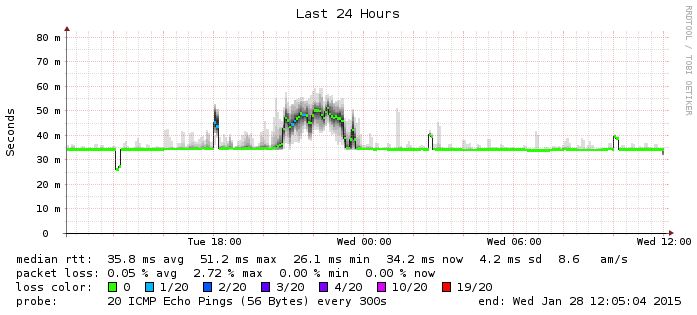 Last 24 Hours
RRDTOOL / TOBI OETIKER
Seconds
80 m
70 m
60 m
50 m
40 m
30 m
20 m
10 m
0
Tue 18:00 Wed 00:00 Wed 06:00 Wed 12:00
median rtt: 35.8 ms avg 51.2 ms max 26.1 ms min 34.2 ms now 4.2 ms sd 8.6 am/s
packet loss: 0.05 % avg 2.72 % max 0.00 % min 0.00 % now
loss color: 0 1/20 2/20 3/20 4/20 10/20 19/20
probe: 20 ICMP Echo Pings (56 Bytes) every 300s end: Wed Jan 28 12:05:04 2015